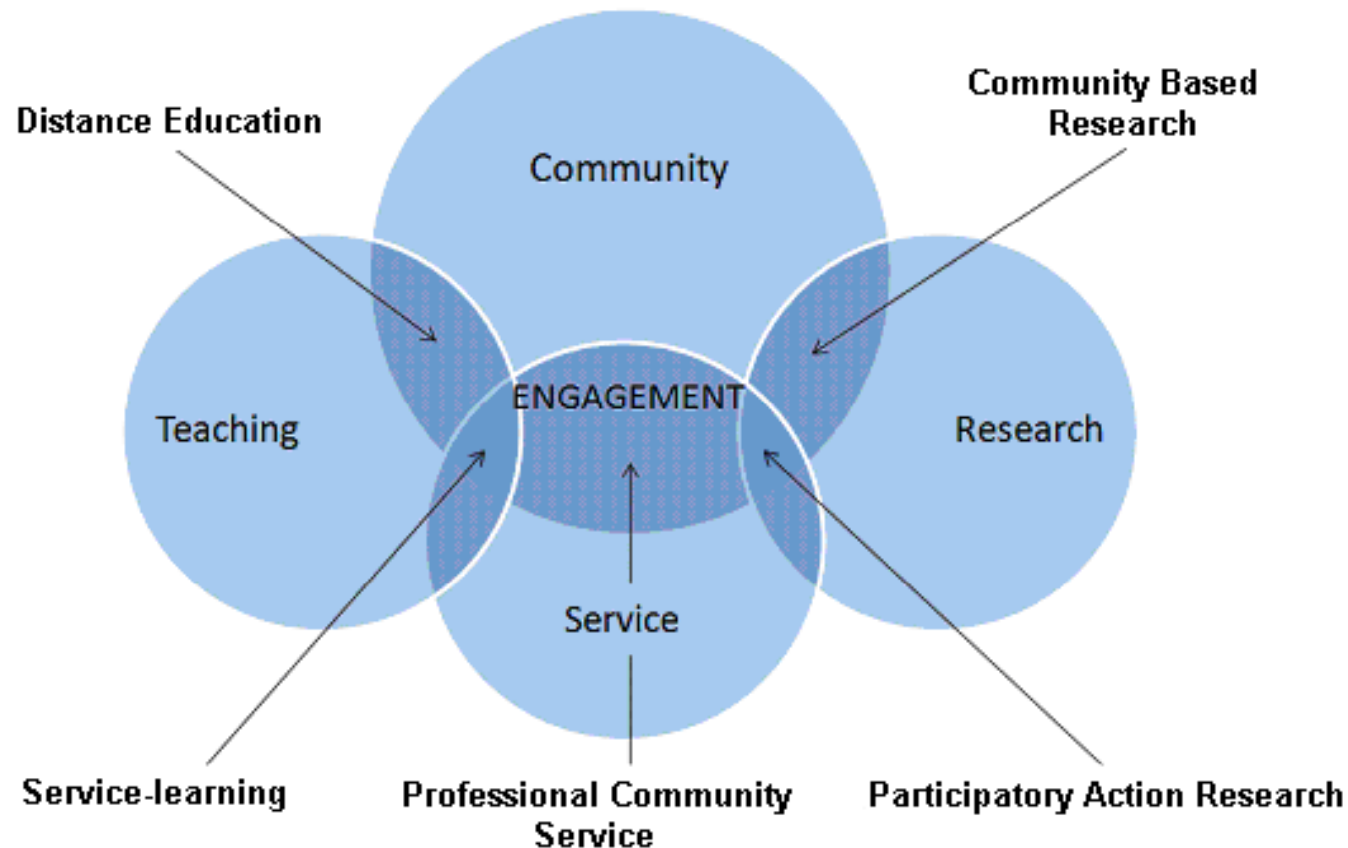 Community Based
Research
Distance Education
Community
ENGAGEMENT
Teaching
Research
Service
Service-learning
Professional Community
Service
Participatory Action Research